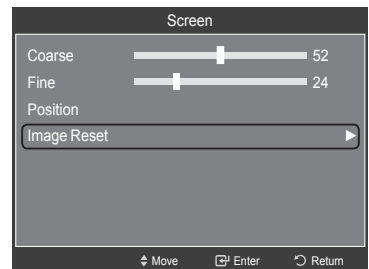 Screen
Coarse 52
Fine 24
Position
Image Reset
Move Enter Return